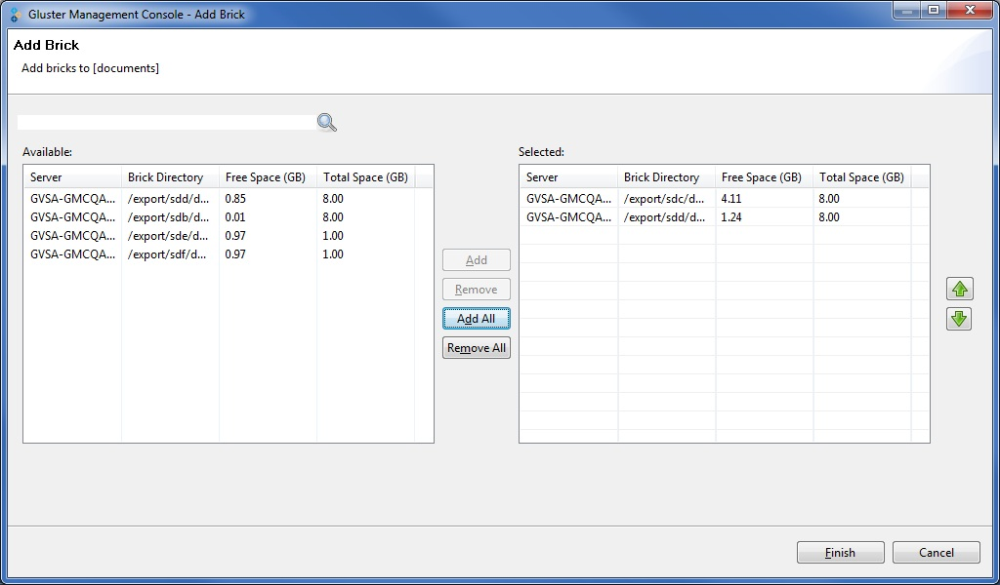 Gluster Management Console - Add Brick
Add Brick
Add bricks to [documents]
Available:
Server Brick Directory Free Space (GB) Total Space (GB)
GVSA-GMCQA... /export/sdd/d... 0.85 8.00
GVSA-GMCQA... /export/sdb/d... 0.01 8.00
GVSA-GMCQA... /export/sde/d... 0.97 1.00
GVSA-GMCQA... /export/sdf/d... 0.97 1.00
Add
Remove
Add All
Remove All
Selected:
Server Brick Directory Free Space (GB) Total Space (GB)
GVSA-GMCQA... /export/sdc/d... 4.11 8.00
GVSA-GMCQA... /export/sdd/d... 1.24 8.00
Finish Cancel